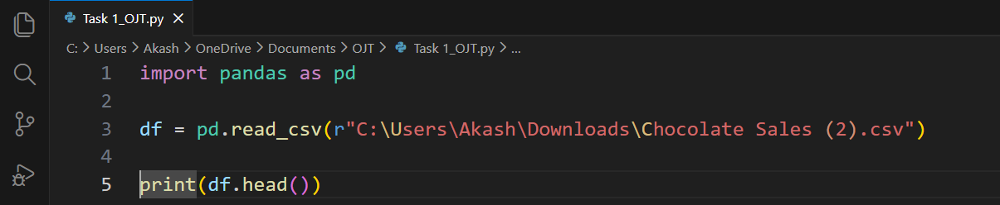 Task 1_OJT.py
C: > Users > Akash > OneDrive > Documents > OJT > Task 1_OJT.py > ...
1 import pandas as pd
2
3 df = pd.read_csv(r"C:\Users\Akash\Downloads\Chocolate Sales (2).csv")
4
5 print(df.head())